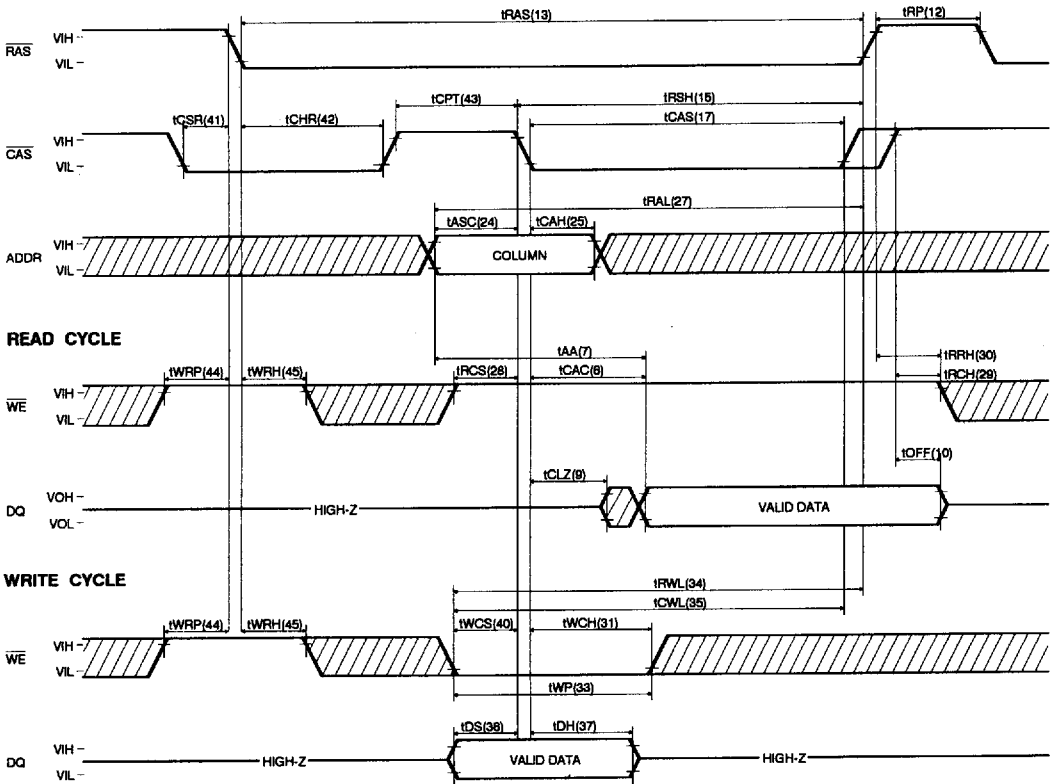 tRAS(13) tRP(12)
RAS VIH
VIL
tCPT(43) tRSH(15)
tCSR(41) tCHR(42) tCAS(17)
CAS VIH
VIL
tRAL(27)
tASC(24) tCAH(25)
ADDR VIH
VIL
COLUMN
READ CYCLE
tAA(7) tRRH(30)
tWRP(44) tWRH(45) tRCS(28) tCAC(6) tRCH(29)
WE VIH
VIL
tOFF(10)
tCLZ(9)
DQ VOH
VOL
HIGH-Z VALID DATA
WRITE CYCLE
tRWL(34)
tCWL(35)
tWRP(44) tWRH(45) tWCS(40) tWCH(31)
WE VIH
VIL
tWP(33)
tDS(36) tDH(37)
DQ VIH
VIL
HIGH-Z VALID DATA HIGH-Z